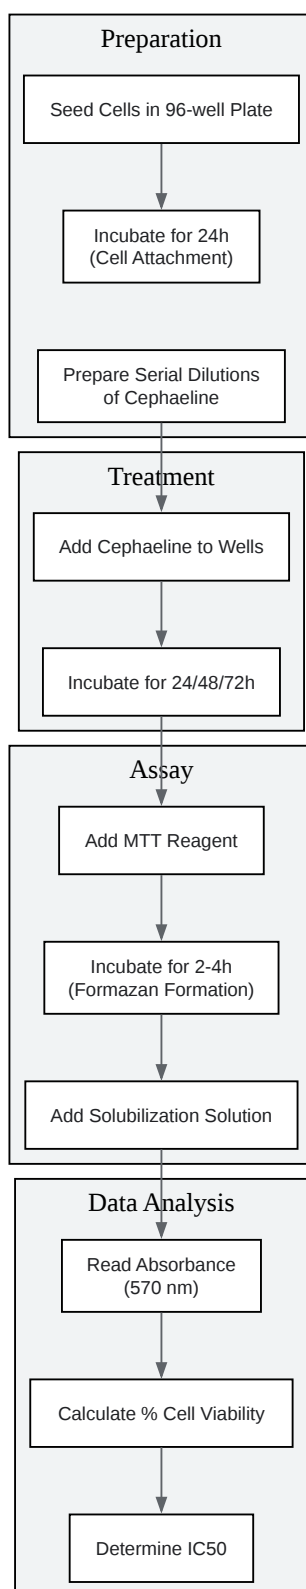 Preparation
Seed Cells in 96-well Plate
Incubate for 24h
(Cell Attachment)
Prepare Serial Dilutions
of Cephaeline
Treatment
Add Cephaeline to Wells
Incubate for 24/48/72h
Assay
Add MTT Reagent
Incubate for 2-4h
(Formazan Formation)
Add Solubilization Solution
Data Analysis
Read Absorbance
(570 nm)
Calculate % Cell Viability
Determine IC50